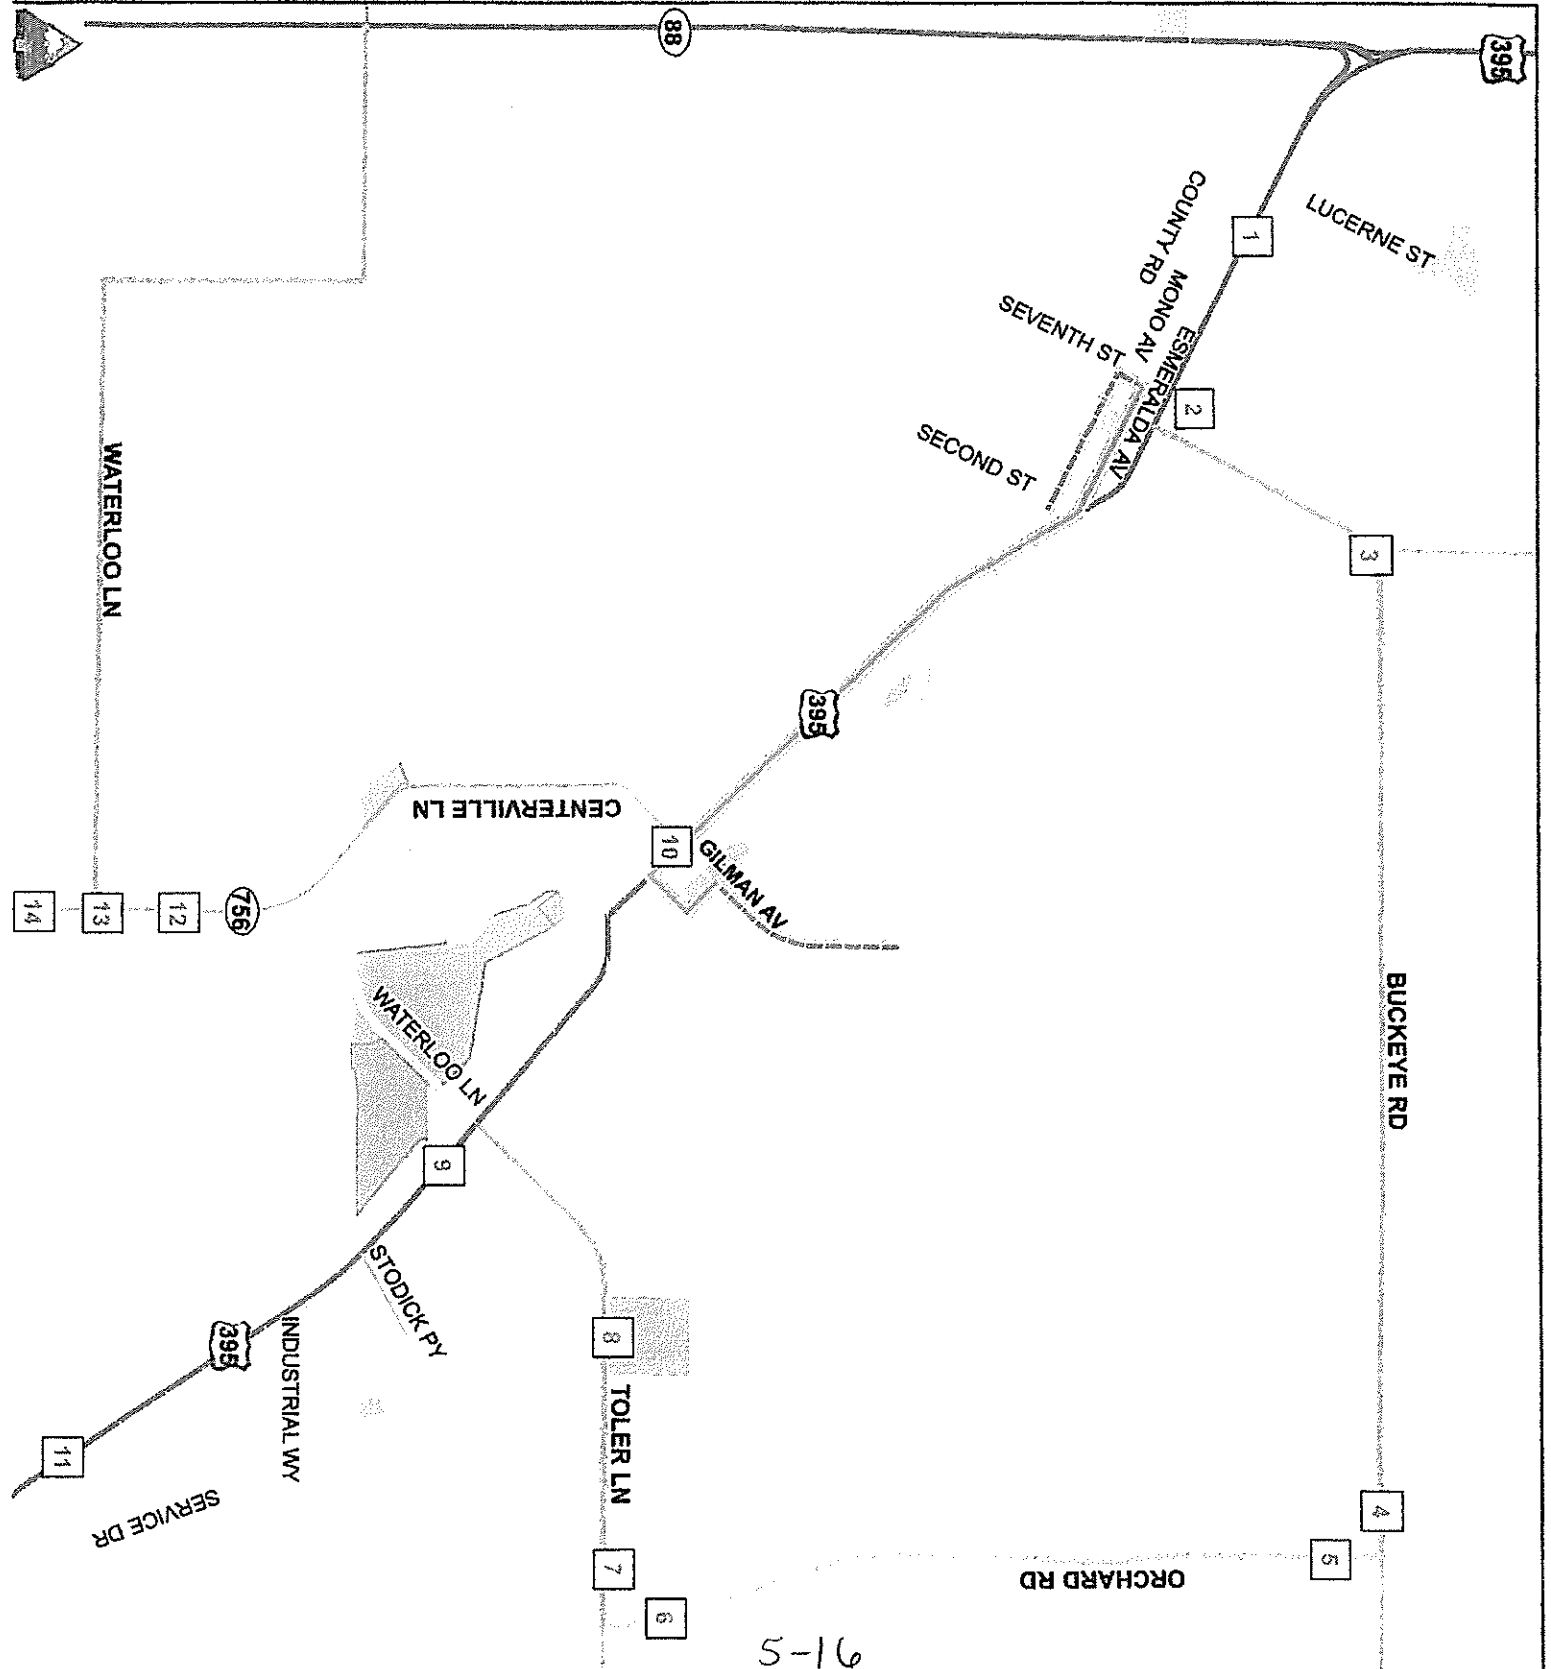 88
395
LUCERNE ST
COUNTY RD
1
MONO AV
ESMERALDA AV
SEVENTH ST
2
SECOND ST
3
WATERLOO LN
395
CENTERVILLE LN
10
GILMAN AV
756
14
13
12
BUCKEYE RD
WATERLOO LN
9
STODICK PY
8
395
INDUSTRIAL WY
TOLER LN
11
SERVICE DR
4
5
ORCHARD RD
7
6
5-16